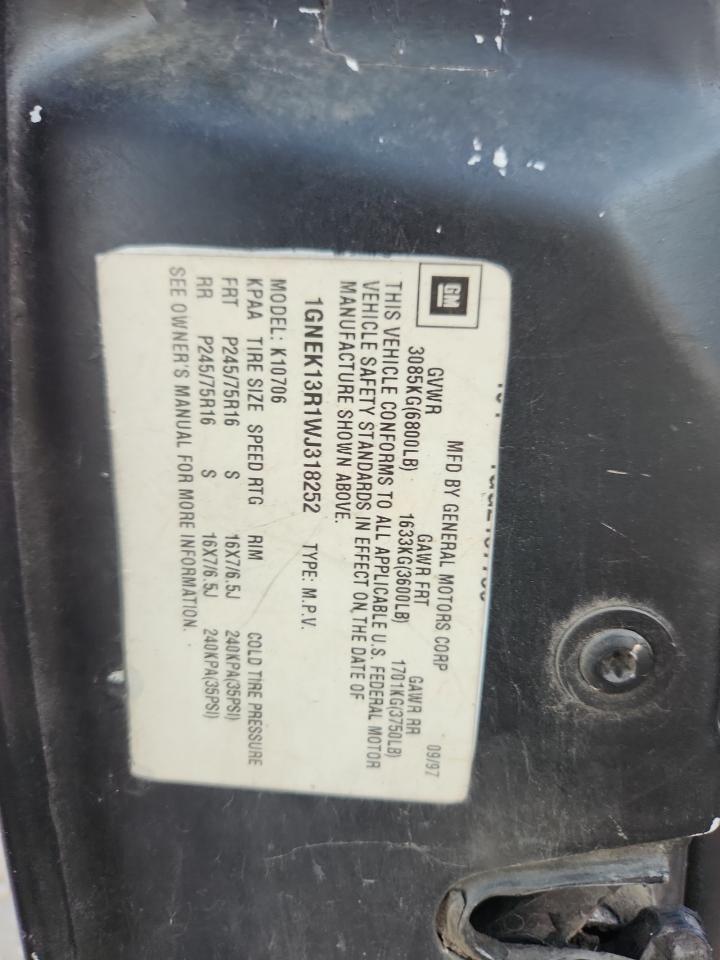 GM
MFD BY GENERAL MOTORS CORP 09/97
GVWR GAWR FRT GAWR RR
3085KG(6800LB) 1633KG(3600LB) 1701KG(3750LB)
THIS VEHICLE CONFORMS TO ALL APPLICABLE U.S. FEDERAL MOTOR
VEHICLE SAFETY STANDARDS IN EFFECT ON THE DATE OF
MANUFACTURE SHOWN ABOVE.
1GNEK13R1WJ318252 TYPE: M.P.V.
MODEL: K10706
KPAA TIRE SIZE SPEED RTG RIM COLD TIRE PRESSURE
FRT P245/75R16 S 16X7/6.5J 240KPA(35PSI)
RR P245/75R16 S 16X7/6.5J 240KPA(35PSI)
SEE OWNER'S MANUAL FOR MORE INFORMATION.